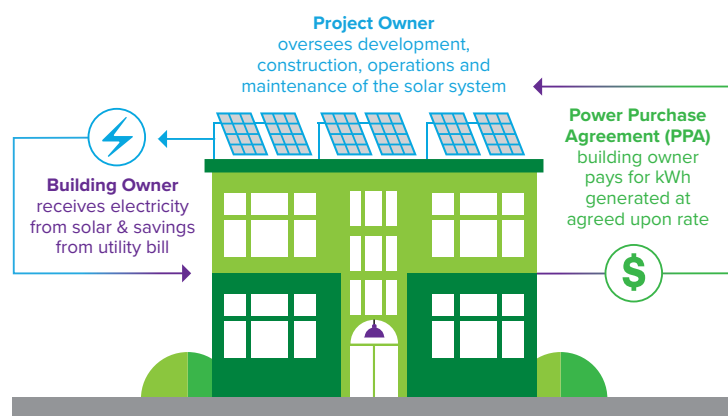 Project Owner
oversees development,
construction, operations and
maintenance of the solar system
Building Owner
receives electricity
from solar & savings
from utility bill
Power Purchase
Agreement (PPA)
building owner
pays for kWh
generated at
agreed upon rate
$